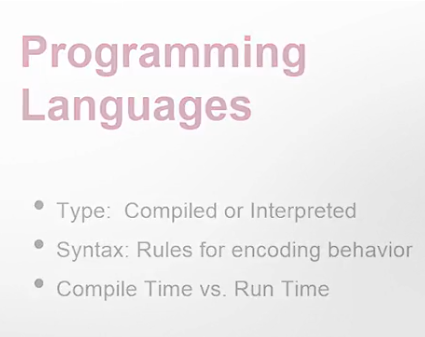 Programming
Languages
• Type: Compiled or Interpreted
• Syntax: Rules for encoding behavior
• Compile Time vs. Run Time